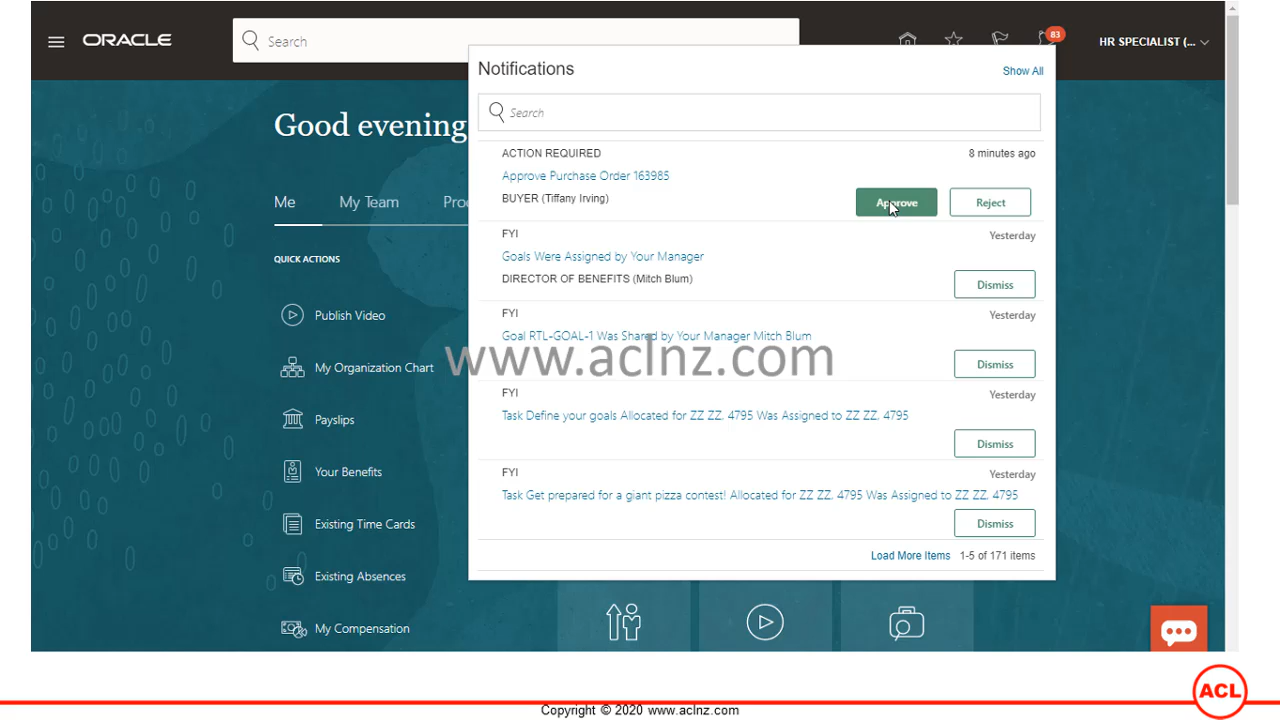 ORACLE
Search
83
HR SPECIALIST (...
Good evening
Me
My Team
QUICK ACTIONS
Publish Video
My Organization Chart
Payslips
Your Benefits
Existing Time Cards
Existing Absences
My Compensation
Notifications
Show All
Search
ACTION REQUIRED
8 minutes ago
Approve Purchase Order 163985
BUYER (Tiffany Irving)
Approve
Reject
FYI
Yesterday
Goals Were Assigned by Your Manager
DIRECTOR OF BENEFITS (Mitch Blum)
Dismiss
FYI
Yesterday
Goal RTL-GOAL-1 Was Shared by Your Manager Mitch Blum
Dismiss
www.aclnz.com
FYI
Yesterday
Task Define your goals Allocated for ZZ ZZ. 4795 Was Assigned to ZZ ZZ. 4795
Dismiss
FYI
Yesterday
Task Get prepared for a giant pizza contest! Allocated for ZZ ZZ. 4795 Was Assigned to ZZ ZZ. 4795
Dismiss
Load More Items 1-5 of 171 items
ACL
Copyright © 2020 www.aclnz.com